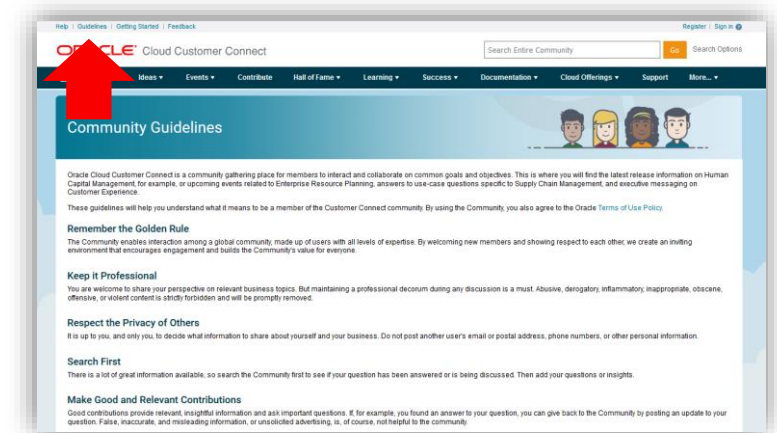 Help | Guidelines | Getting Started | Feedback
Register | Sign In
ORACLE Cloud Customer Connect
Search Entire Community
Go
Search Options
Ideas
Events
Contribute
Hall of Fame
Learning
Success
Documentation
Cloud Offerings
Support
More...
Community Guidelines
Oracle Cloud Customer Connect is a community gathering place for members to interact and collaborate on common goals and objectives. This is where you will find the latest release information on Human
Capital Management, for example, or upcoming events related to Enterprise Resource Planning, answers to use-case questions specific to Supply Chain Management, and executive messaging on
Customer Experience.
These guidelines will help you understand what it means to be a member of the Customer Connect community. By using the Community, you also agree to the Oracle Terms of Use Policy.
Remember the Golden Rule
The Community enables interaction among a global community, made up of users with all levels of expertise. By welcoming new members and showing respect to each other, we create an inviting
environment that encourages engagement and builds the Community's value for everyone.
Keep it Professional
You are welcome to share your perspective on relevant business topics. But maintaining a professional decorum during any discussion is a must. Abusive, derogatory, inflammatory, inappropriate, obscene,
offensive, or violent content is strictly forbidden and will be promptly removed.
Respect the Privacy of Others
It is up to you, and only you, to decide what information to share about yourself and your business. Do not post another user's email or postal address, phone numbers, or other personal information.
Search First
There is a lot of great information available, so search the Community first to see if your question has been answered or is being discussed. Then add your questions or insights.
Make Good and Relevant Contributions
Good contributions provide relevant, insightful information and ask important questions. If, for example, you found an answer to your question, you can give back to the Community by posting an update to your
question. False, inaccurate, and misleading information, or unsolicited advertising, is, of course, not helpful to the community.